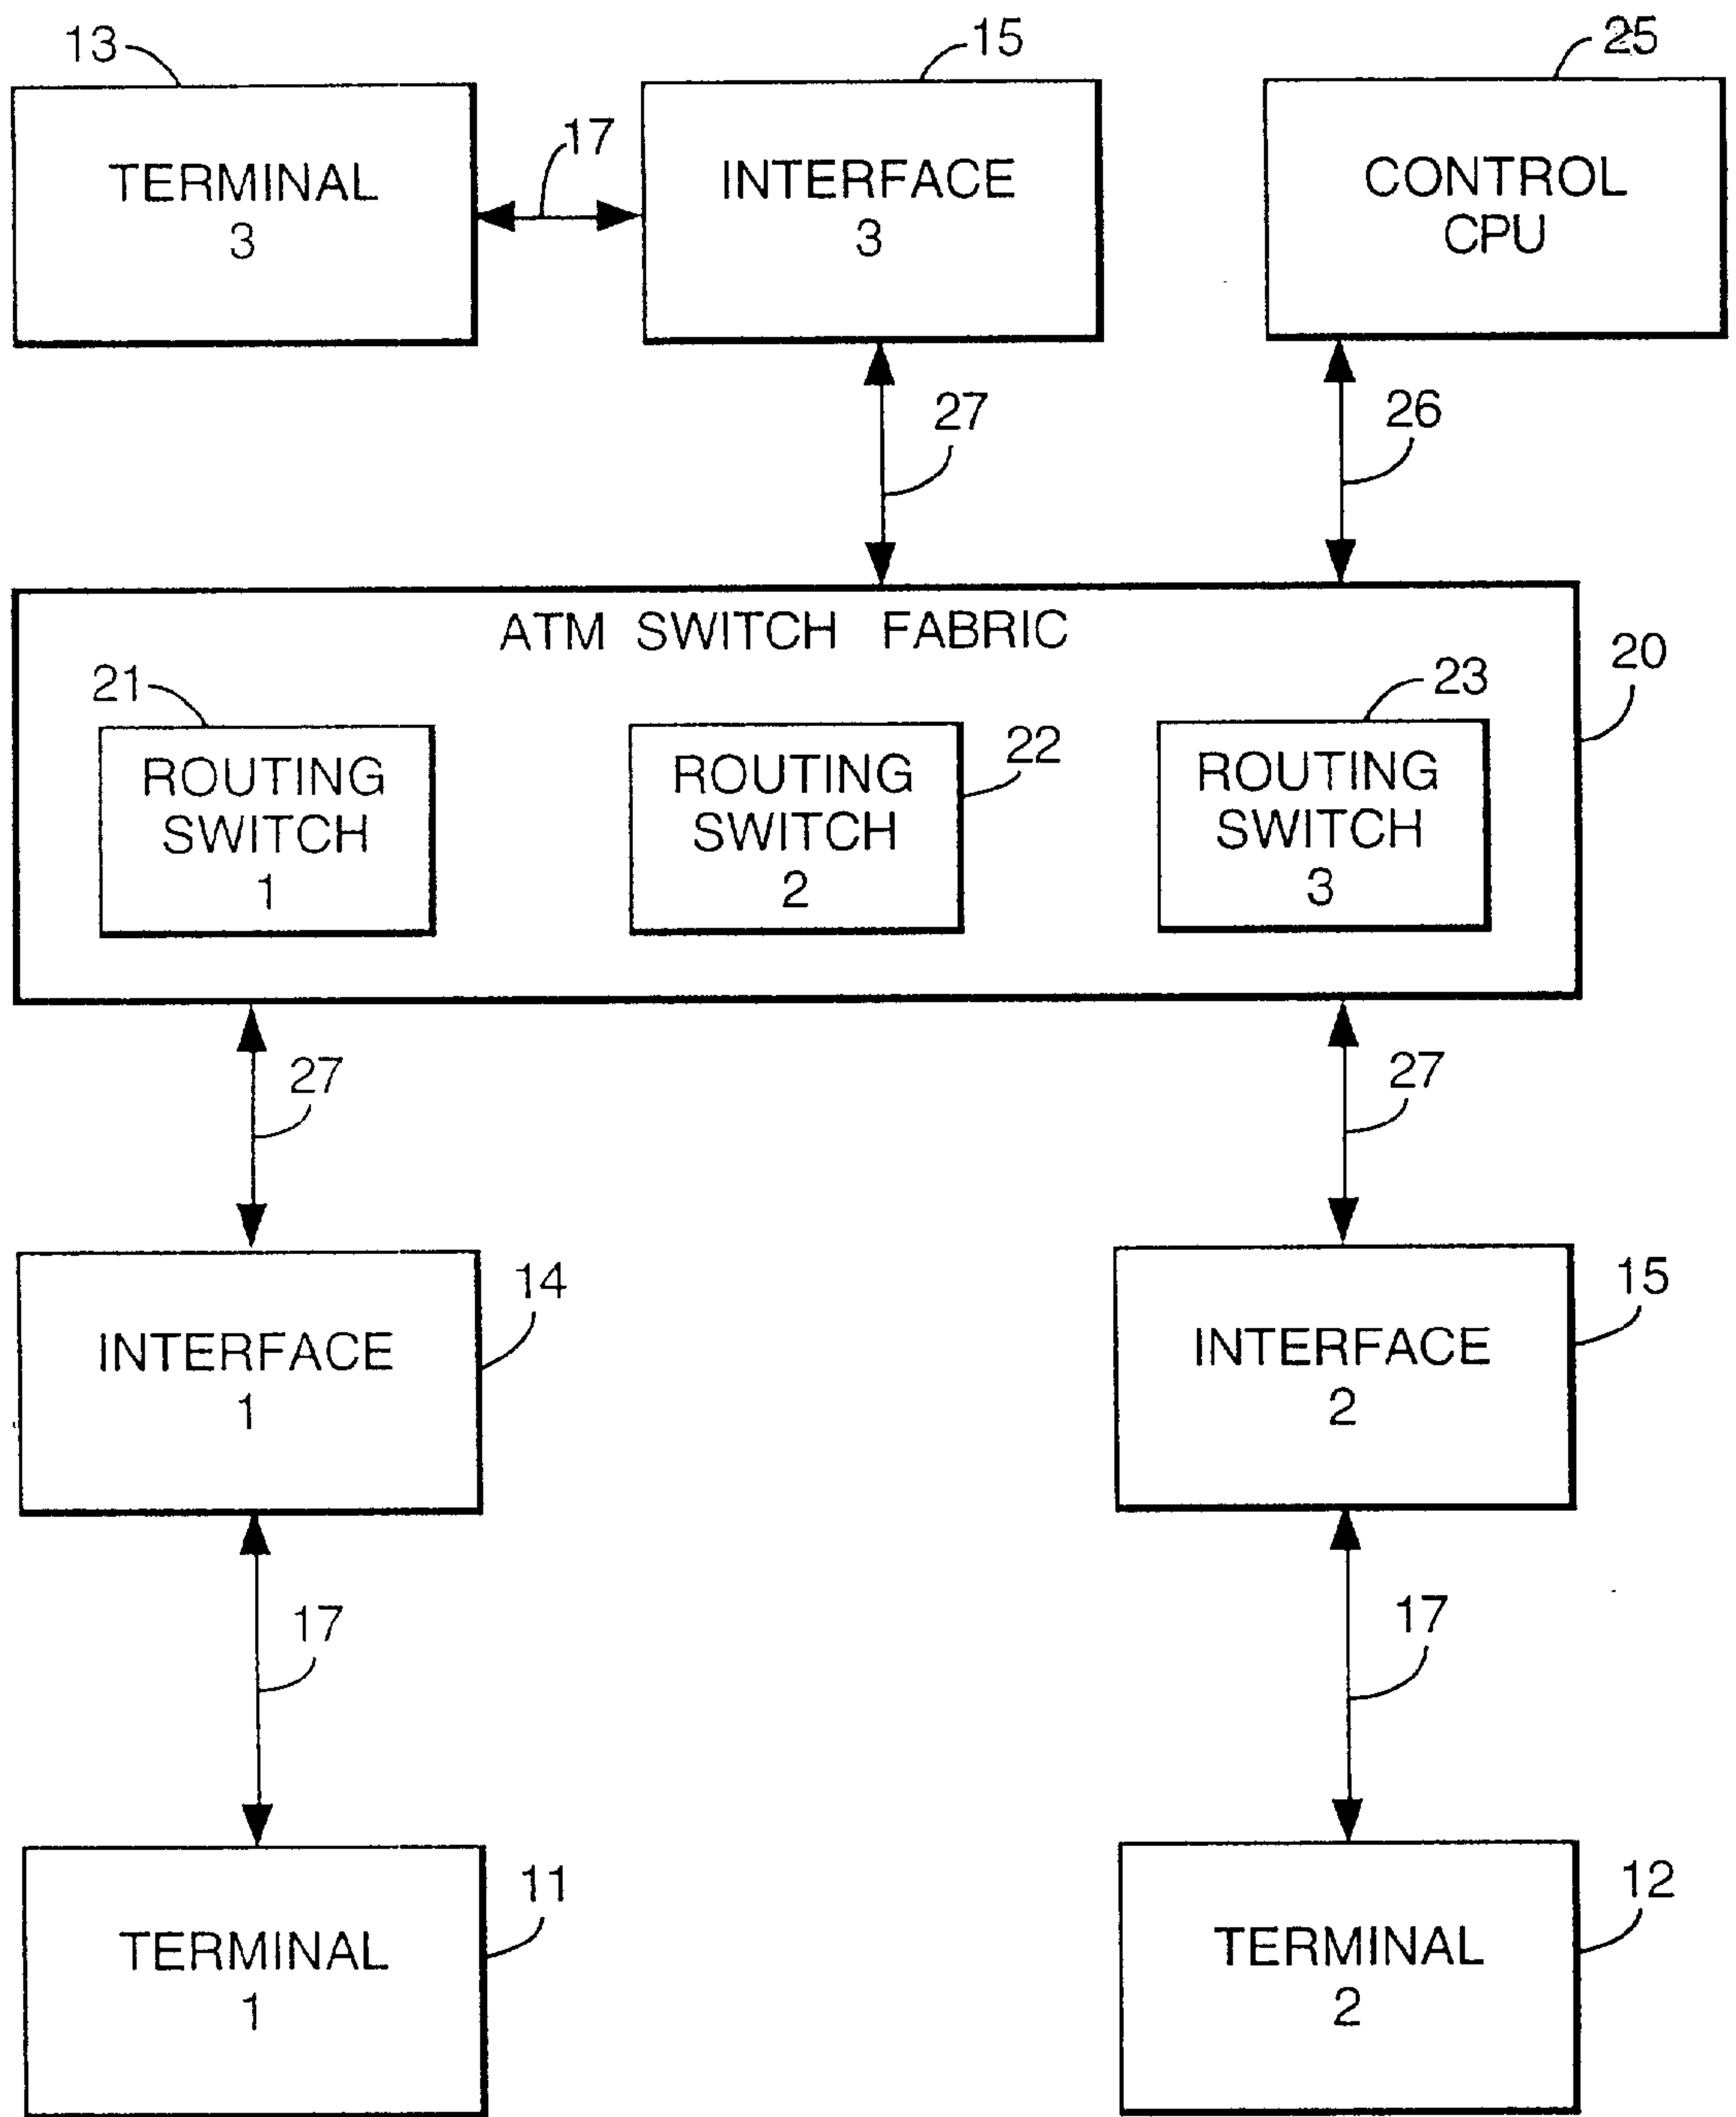 13
15
25
TERMINAL
3
17
INTERFACE
3
CONTROL
CPU
27
26
ATM SWITCH FABRIC
20
21
22
23
ROUTING
SWITCH
1
ROUTING
SWITCH
2
ROUTING
SWITCH
3
27
27
14
15
INTERFACE
1
INTERFACE
2
17
17
11
12
TERMINAL
1
TERMINAL
2